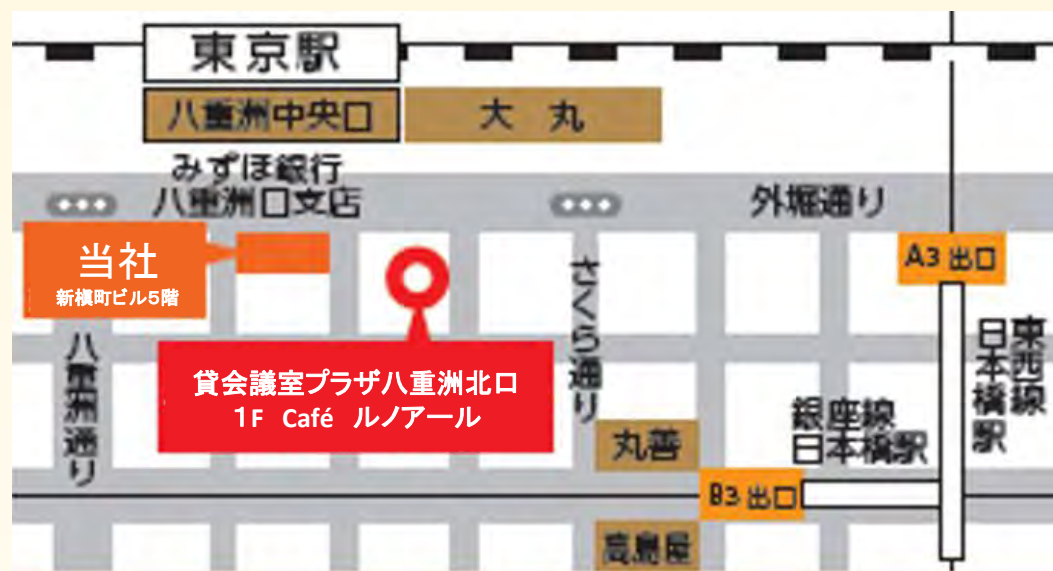 東京駅
八重洲中央口
大丸
みずほ銀行
八重洲口支店
外堀通り
当社
新槇町ビル5階
A3 出口
さくら通り
八重洲通り
貸会議室プラザ八重洲北口
1F Café ルノアール
東西線
日本橋駅
銀座線
日本橋駅
丸善
B3 出口
高島屋